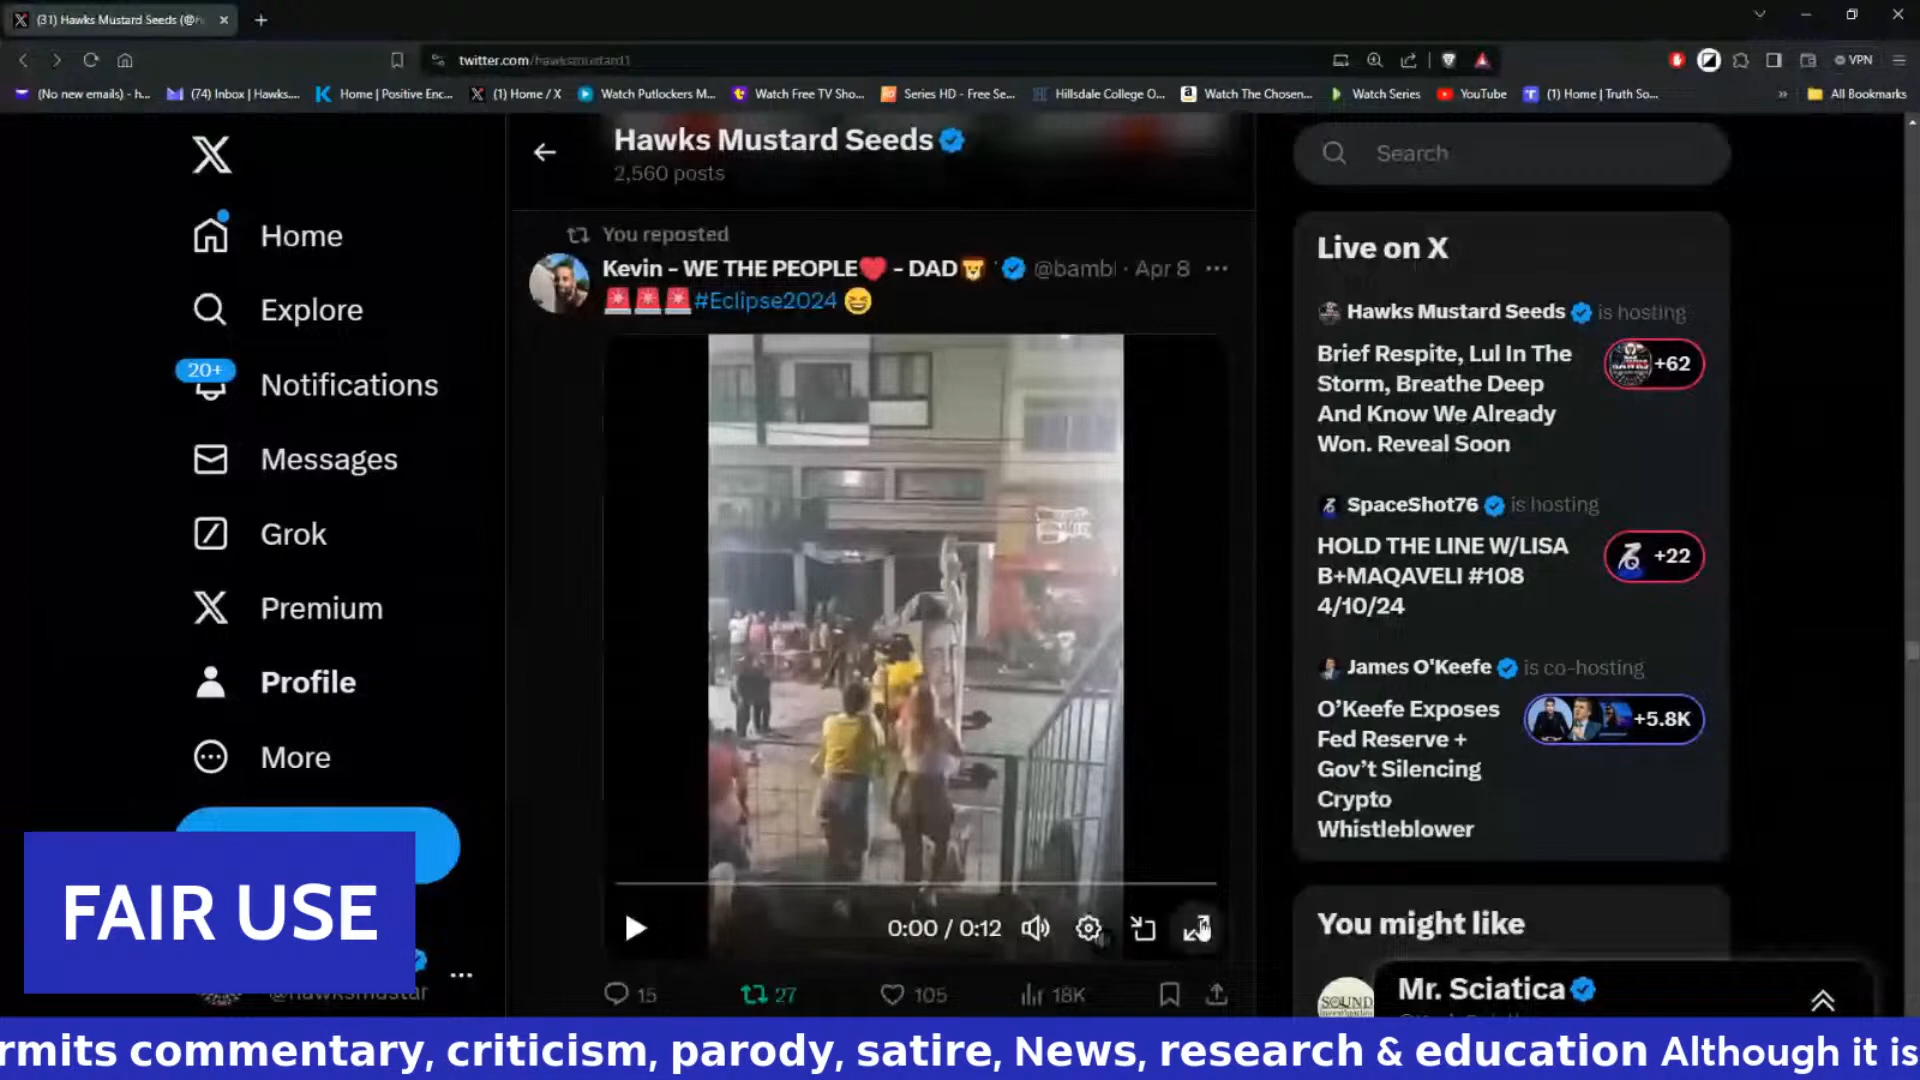 (31) Hawks Mustard Seeds (@h
twitter.com/hawksmustard1
VPN
(No new emails) - h...
(74) Inbox | Hawks....
Home | Positive Enc...
(1) Home / X
Watch Putlockers M...
Watch Free TV Sho...
Series HD - Free Se...
Hillsdale College O...
Watch The Chosen...
Watch Series
YouTube
(1) Home | Truth So...
All Bookmarks
Hawks Mustard Seeds
2,560 posts
Home
Explore
20+
Notifications
Messages
Grok
Premium
Profile
More
You reposted
Kevin - WE THE PEOPLE❤️ - DAD @bamb · Apr 8
🚨🚨🚨#Eclipse2024 😆
0:00 / 0:12
15
27
105
18K
Search
Live on X
Hawks Mustard Seeds is hosting
Brief Respite, Lul In The
Storm, Breathe Deep
And Know We Already
Won. Reveal Soon
+62
SpaceShot76 is hosting
HOLD THE LINE W/LISA
B+MAQAVELI #108
4/10/24
+22
James O'Keefe is co-hosting
O'Keefe Exposes
Fed Reserve +
Gov't Silencing
Crypto
Whistleblower
+5.8K
You might like
SOUND
Mr. Sciatica
FAIR USE
@hawksmustar
rmits commentary, criticism, parody, satire, News, research & education Although it is